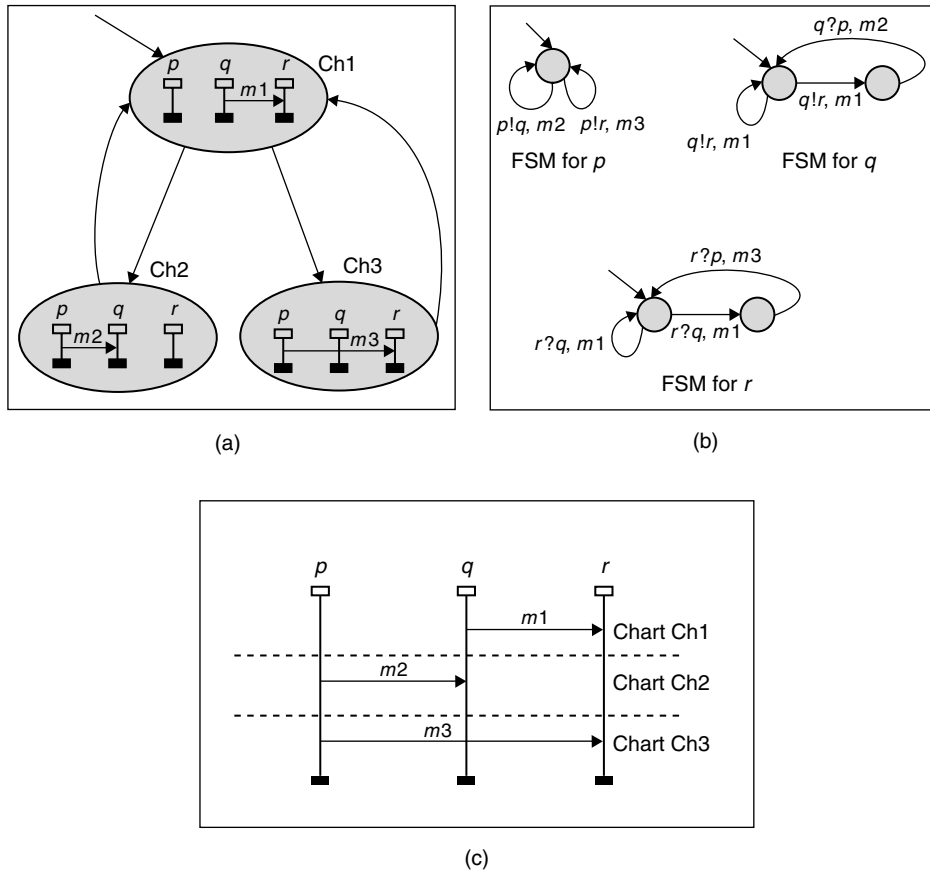 p q r Ch1
m1
Ch2
p q r
m2
Ch3
p q r
m3
(a)
q?p, m2
q!r, m1
q!r, m1
p!q, m2 p!r, m3
FSM for p
FSM for q
r?p, m3
r?q, m1
r?q, m1
FSM for r
(b)
p q r
m1 Chart Ch1
m2 Chart Ch2
m3 Chart Ch3
(c)